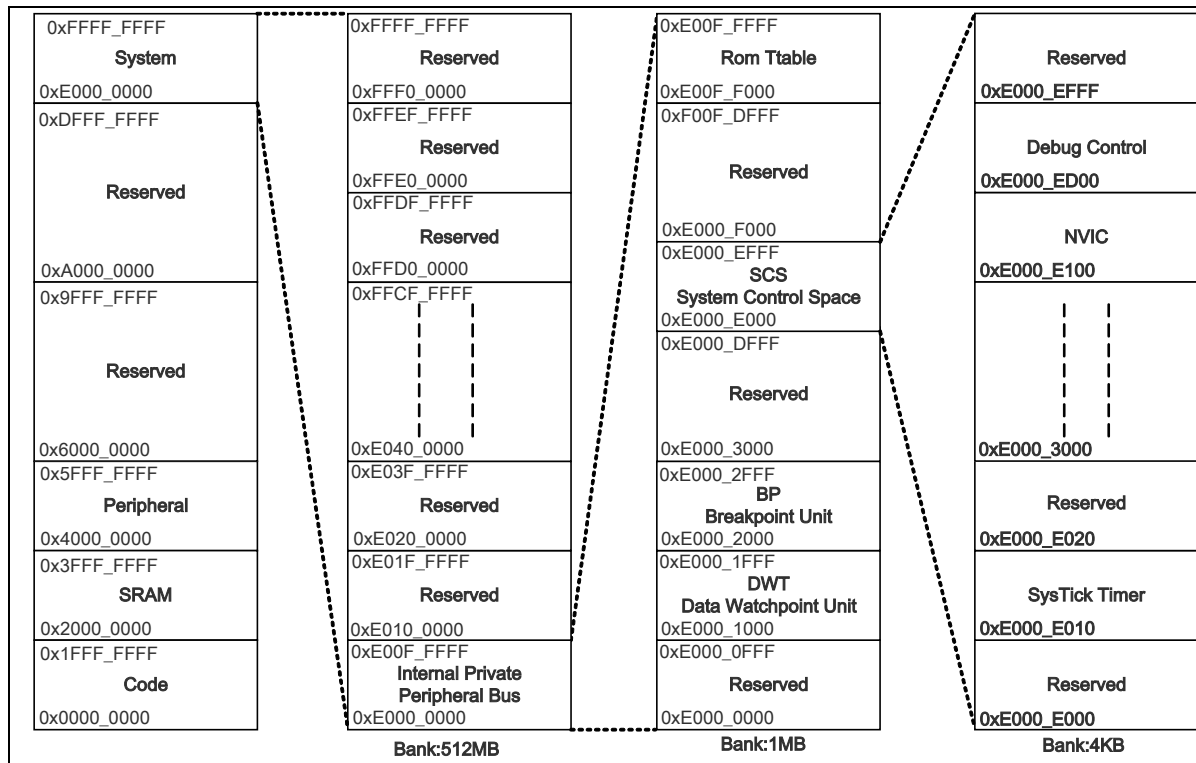 0xFFFF_FFFF
System
0xE000_0000
0xDFFF_FFFF
Reserved
0xA000_0000
0x9FFF_FFFF
Reserved
0x6000_0000
0x5FFF_FFFF
Peripheral
0x4000_0000
0x3FFF_FFFF
SRAM
0x2000_0000
0x1FFF_FFFF
Code
0x0000_0000
0xFFFF_FFFF
Reserved
0xFFF0_0000
0xFFEF_FFFF
Reserved
0xFFE0_0000
0xFFDF_FFFF
Reserved
0xFFD0_0000
0xFFCF_FFFF
0xE040_0000
0xE03F_FFFF
Reserved
0xE020_0000
0xE01F_FFFF
Reserved
0xE010_0000
0xE00F_FFFF
Internal Private
Peripheral Bus
0xE000_0000
Bank:512MB
0xE00F_FFFF
Rom Ttable
0xE00F_F000
0xF00F_DFFF
Reserved
0xE000_F000
0xE000_EFFF
SCS
System Control Space
0xE000_E000
0xE000_DFFF
Reserved
0xE000_3000
0xE000_2FFF
BP
Breakpoint Unit
0xE000_2000
0xE000_1FFF
DWT
Data Watchpoint Unit
0xE000_1000
0xE000_0FFF
Reserved
0xE000_0000
Bank:1MB
Reserved
0xE000_EFFF
Debug Control
0xE000_ED00
NVIC
0xE000_E100
0xE000_3000
Reserved
0xE000_E020
SysTick Timer
0xE000_E010
Reserved
0xE000_E000
Bank:4KB